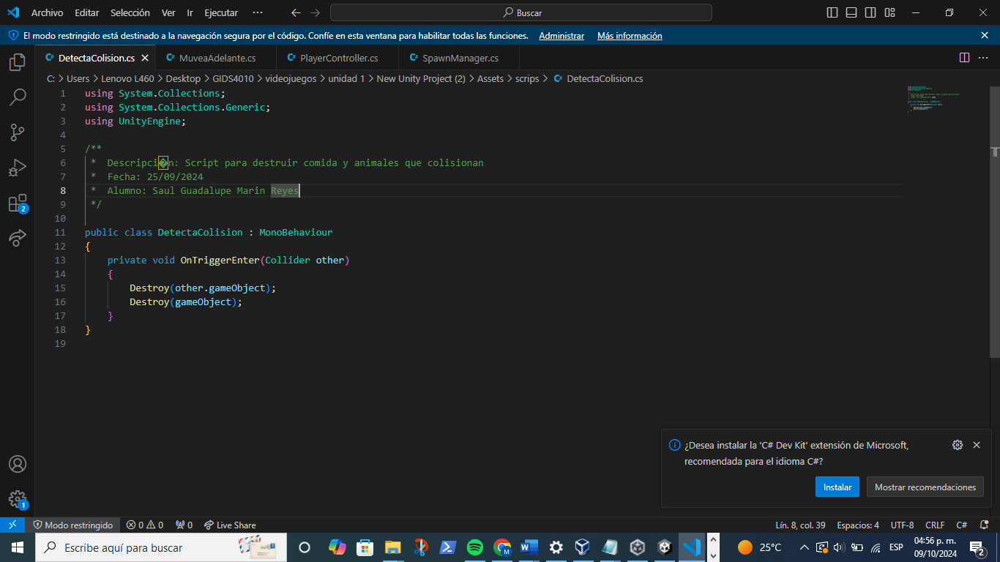 Archivo Editar Selección Ver Ir Ejecutar ··· Buscar
El modo restringido está destinado a la navegación segura por el código. Confíe en esta ventana para habilitar todas las funciones. Administrar Más información
DetectaColision.cs MuveaAdelante.cs PlayerController.cs SpawnManager.cs
C: > Users > Lenovo L460 > Desktop > GIDS4010 > videojuegos > unidad 1 > New Unity Project (2) > Assets > scrips > DetectaColision.cs
1 using System.Collections;
2 using System.Collections.Generic;
3 using UnityEngine;
4
5 /**
6 * Descripci�n: Script para destruir comida y animales que colisionan
7 * Fecha: 25/09/2024
8 * Alumno: Saul Guadalupe Marin Reyes
9 */
10
11 public class DetectaColision : MonoBehaviour
12 {
13 private void OnTriggerEnter(Collider other)
14 {
15 Destroy(other.gameObject);
16 Destroy(gameObject);
17 }
18 }
19
2
¿Desea instalar la 'C# Dev Kit' extensión de Microsoft,
recomendada para el idioma C#?
Instalar Mostrar recomendaciones
1
Modo restringido 0 0 0 Live Share Lín. 8, col. 39 Espacios: 4 UTF-8 CRLF C#
Escribe aquí para buscar 25°C ESP 04:56 p. m.
09/10/2024 2